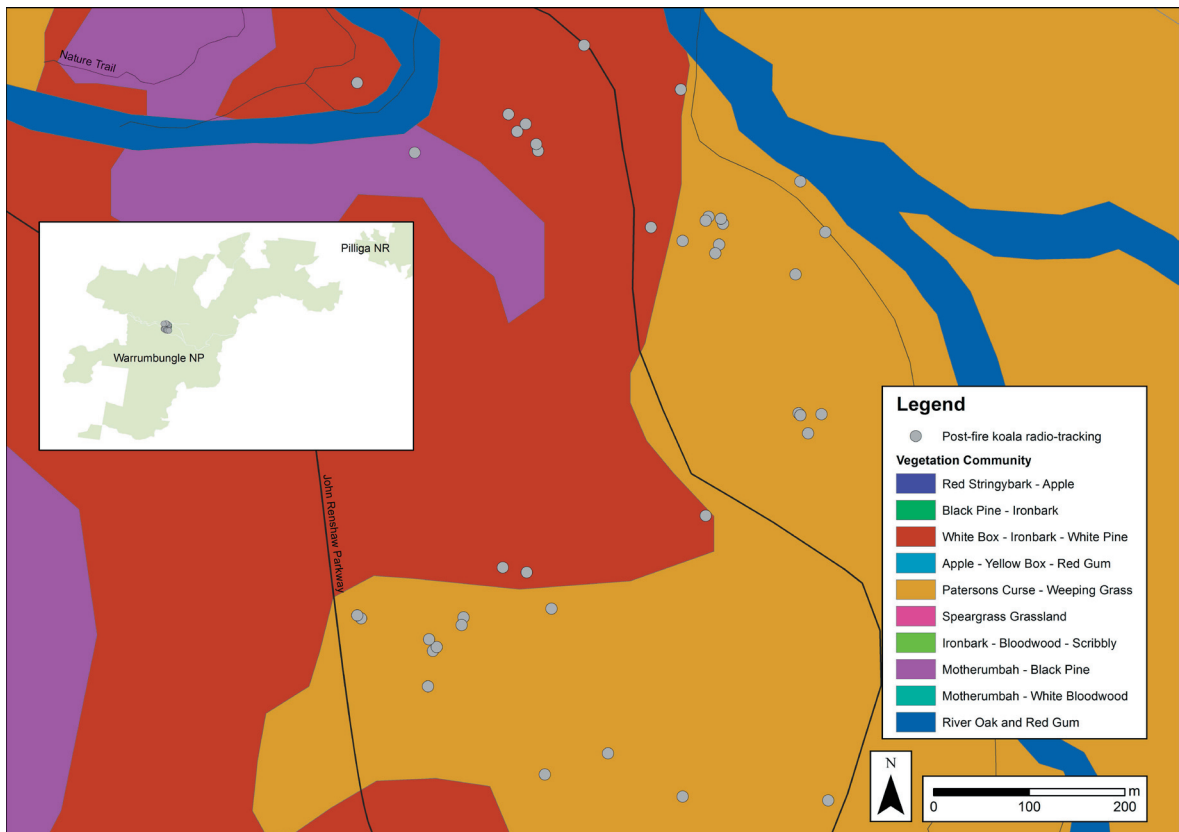 Nature Trail
Pilliga NR
Warrumbungle NP
John Renshaw Parkway
Legend
Post-fire koala radio-tracking
Vegetation Community
Red Stringybark - Apple
Black Pine - Ironbark
White Box - Ironbark - White Pine
Apple - Yellow Box - Red Gum
Patersons Curse - Weeping Grass
Speargrass Grassland
Ironbark - Bloodwood - Scribbly
Motherumbah - Black Pine
Motherumbah - White Bloodwood
River Oak and Red Gum
N
m
0 100 200